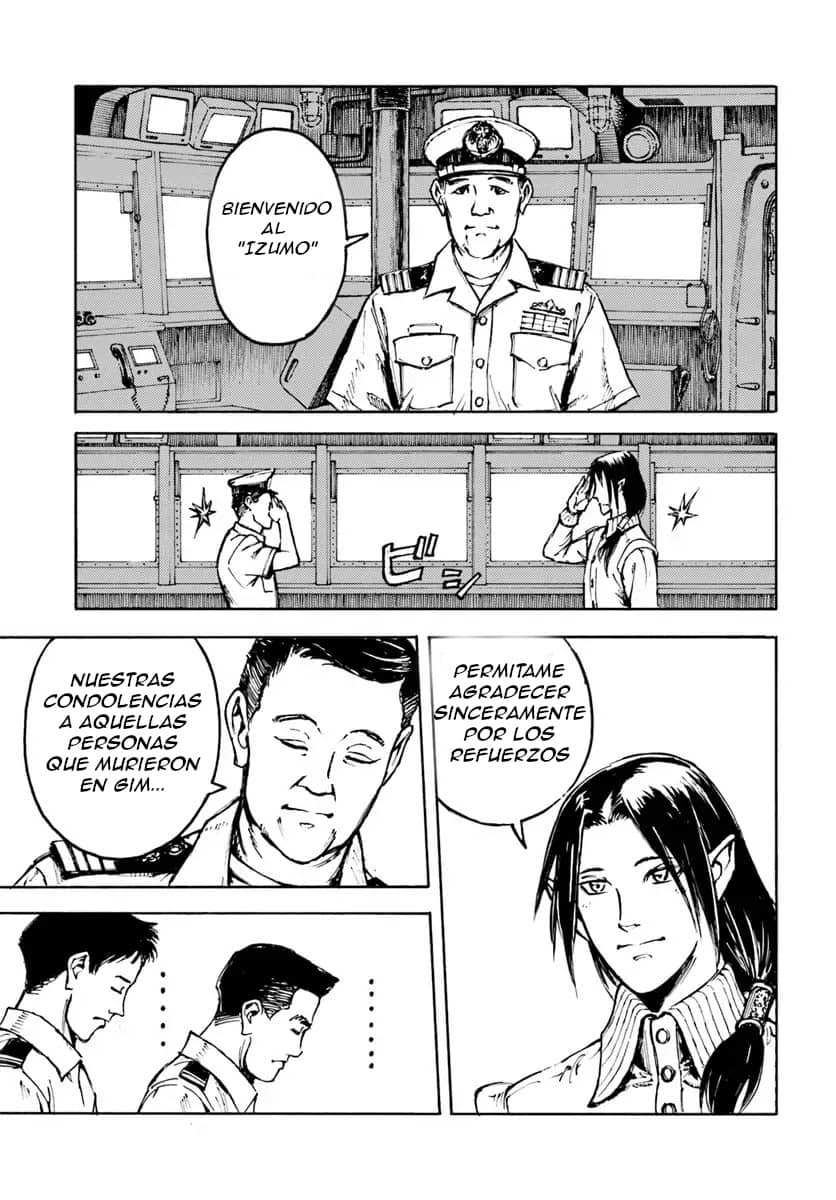 BIENVENIDO
AL
"IZUMO"
ビシ
PERMITAME
AGRADECER
SINCERAMENTE
POR LOS
REFUERZOS
NUESTRAS
CONDOLENCIAS
A AQUELLAS
PERSONAS
QUE MURIERON
EN GIM...